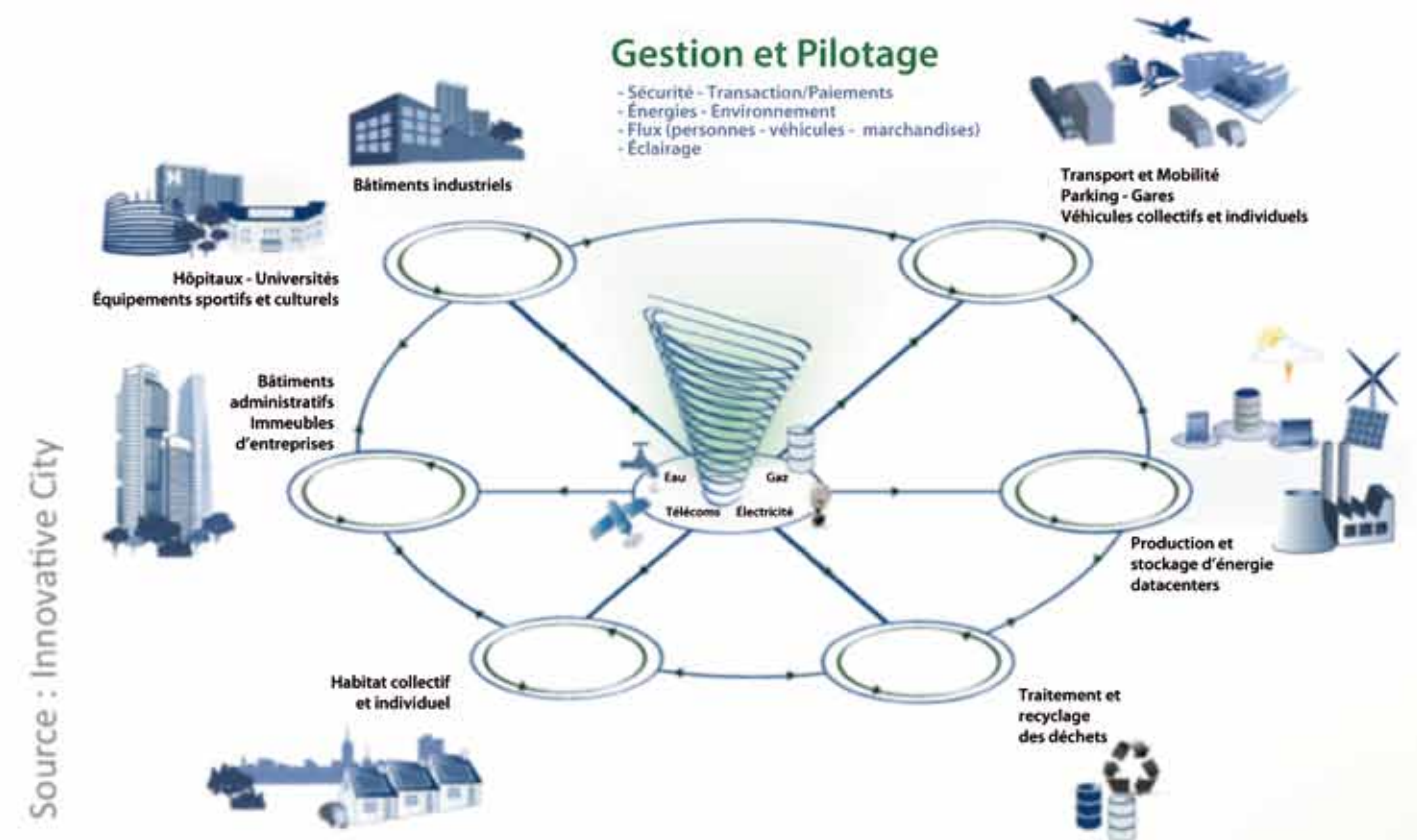 Gestion et Pilotage
- Sécurité - Transaction/Paiements
- Énergies - Environnement
- Flux (personnes - véhicules - marchandises)
- Éclairage
Bâtiments industriels
Transport et Mobilité
Parking - Gares
Véhicules collectifs et individuels
Hôpitaux - Universités
Équipements sportifs et culturels
Bâtiments
administratifs
Immeubles
d'entreprises
Eau
Gaz
Télécoms
Électricité
Production et
stockage d'énergie
datacenters
Habitat collectif
et individuel
Traitement et
recyclage
des déchets
Source : Innovative City
H